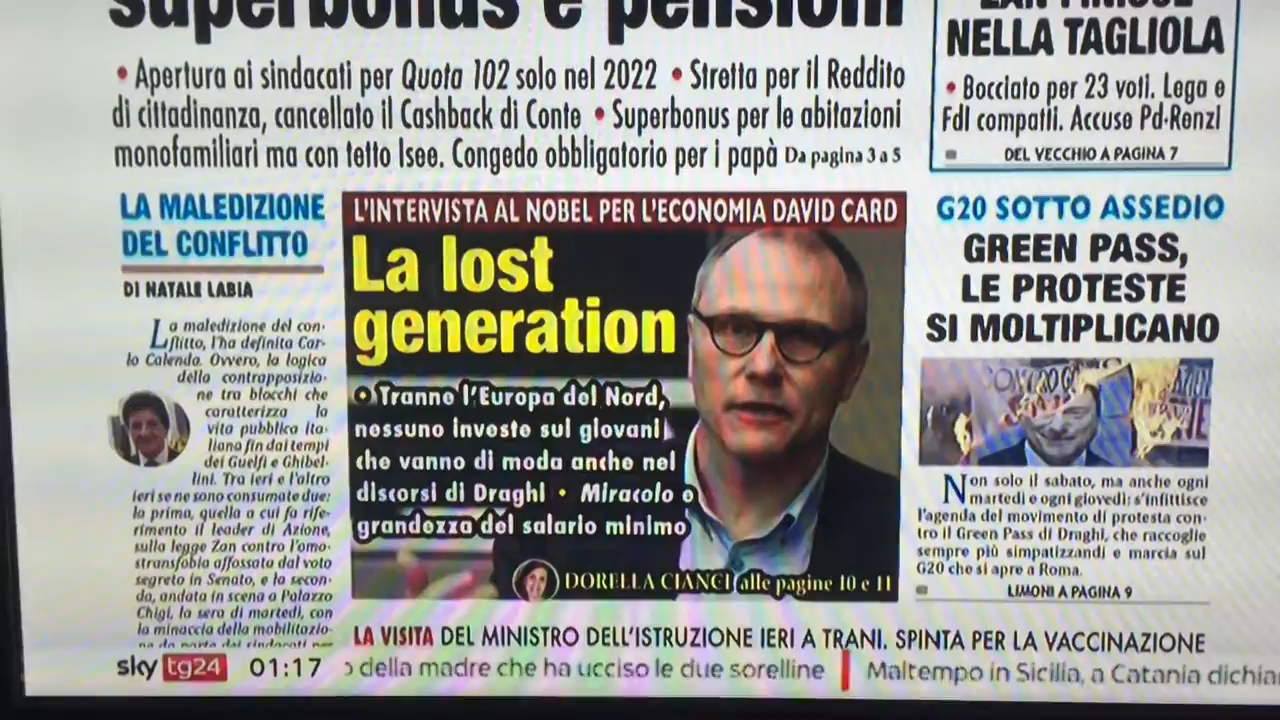 superbonus e pensioni
• Apertura ai sindacati per Quota 102 solo nel 2022 • Stretta per il Reddito
di cittadinanza, cancellato il Cashback di Conte • Superbonus per le abitazioni
monofamiliari ma con tetto Isee. Congedo obbligatorio per i papà Da pagina 3 a 5
NELLA TAGLIOLA
• Bocciato per 23 voti. Lega e
FdI compatti. Accuse Pd-Renzi
DEL VECCHIO A PAGINA 7
LA MALEDIZIONE
DEL CONFLITTO
DI NATALE LABIA
La maledizione del con-
flitto, l'ha definita Car-
lo Calenda. Ovvero, la logica
della contrapposizio-
ne tra blocchi che
caratterizza la
vita pubblica ita-
liana fin dai tempi
dei Guelfi e Ghibel-
lini. Tra ieri e l'altro
ieri se ne sono consumate due:
la prima, quella a cui fa rife-
rimento il leader di Azione,
sulla legge Zan contro l'omo-
transfobia affossata dal voto
segreto in Senato, e la secon-
da, andata in scena a Palazzo
Chigi, la sera di martedì, con
la minaccia della mobilitazio-
ne da parte dei sindacati per
L'INTERVISTA AL NOBEL PER L'ECONOMIA DAVID CARD
La lost
generation
• Tranne l'Europa del Nord,
nessuno investe sui giovani
che vanno di moda anche nei
discorsi di Draghi • Miracolo e
grandezza del salario minimo
DORELLA CIANCI alle pagine 10 e 11
G20 SOTTO ASSEDIO
GREEN PASS,
LE PROTESTE
SI MOLTIPLICANO
Non solo il sabato, ma anche ogni
martedì e ogni giovedì: s'infittisce
l'agenda del movimento di protesta con-
tro il Green Pass di Draghi, che raccoglie
sempre più simpatizzandi e marcia sul
G20 che si apre a Roma.
LIMONI A PAGINA 9
LA VISITA DEL MINISTRO DELL'ISTRUZIONE IERI A TRANI. SPINTA PER LA VACCINAZIONE
sky tg24 01:17 o della madre che ha ucciso le due sorelline | Maltempo in Sicilia, a Catania dichia